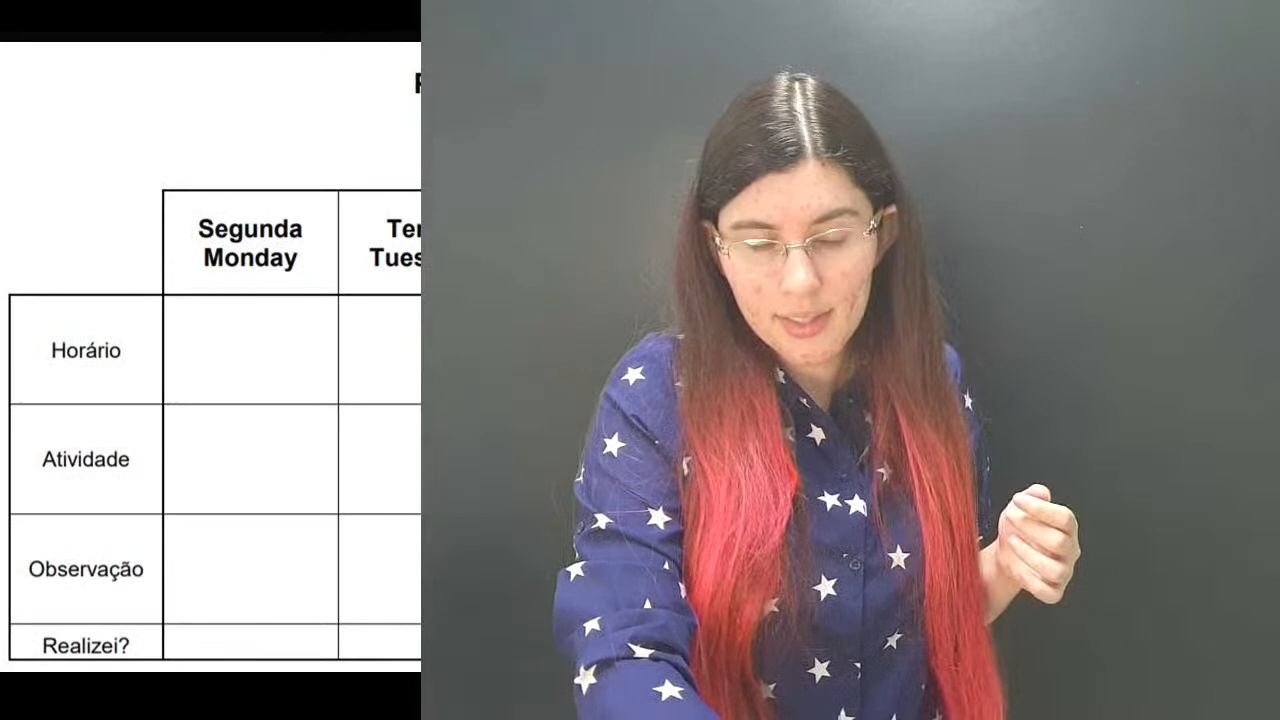 Segunda
Monday
Horário
Atividade
Observação
Realizei?